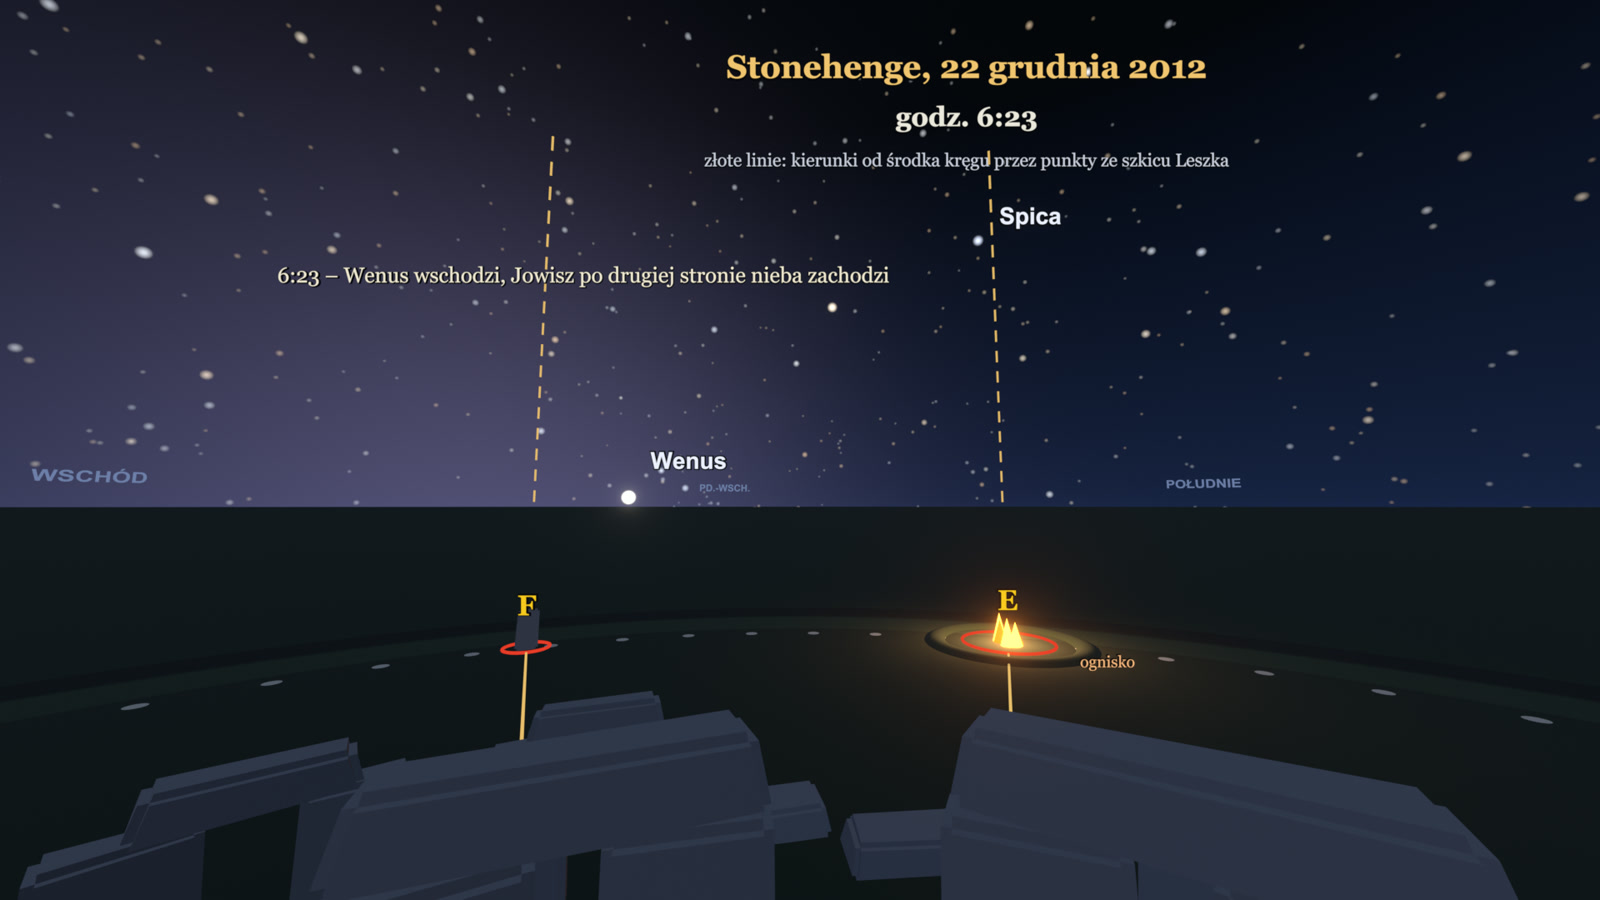 Stonehenge, 22 grudnia 2012
godz. 6:23
złote linie: kierunki od środka kręgu przez punkty ze szkicu Leszka
Spica
6:23 – Wenus wschodzi, Jowisz po drugiej stronie nieba zachodzi
Wenus
WSCHÓD
PD.-WSCH.
POŁUDNIE
F
E
ognisko